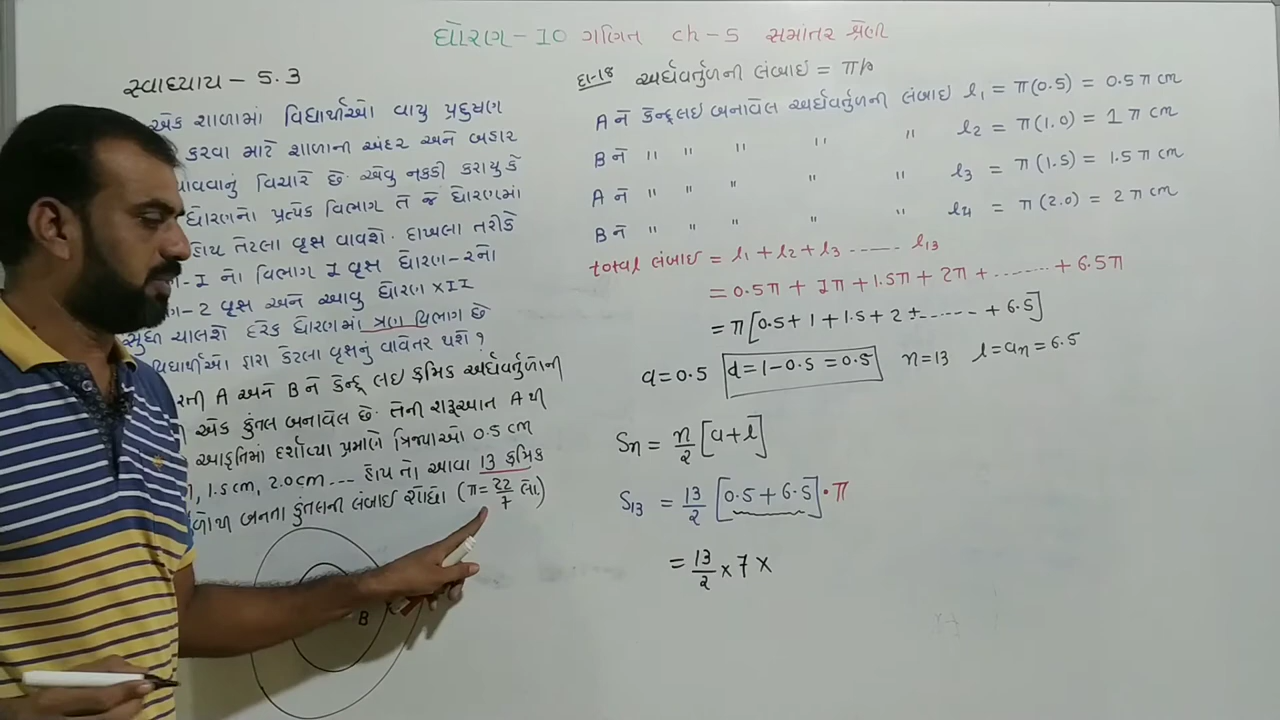 ધોરણ-10 ગણિત ch-5 સમાંતર શ્રેણી
સ્વાધ્યાય - 5.3
એક શાળામાં વિદ્યાર્થીઓ વાયુ પ્રદુષણ
કરવા માટે શાળાની અંદર અને બહાર
વાવવાનું વિચારે છે. એવુ નક્કી કરાયુ કે
ધોરણનો પ્રત્યેક વિભાગ તે જે ધોરણમાં
હોય તેટલા વૃક્ષ વાવશે. દાખલા તરીકે
-I નો વિભાગ I વૃક્ષ ધોરણ-૨નો
- 2 વૃક્ષ અને આવુ ધોરણ XII
સુધી ચાલશે દરેક ધોરણમાં ત્રણ વિભાગ છે
વિદ્યાર્થીઓ દ્વારા કેટલા વૃક્ષનું વાવેતર થશે ?
A અને B ને કેન્દ્ર લઇ ક્રમિક અર્ધવર્તુળોની
એક કુંતલ બનાવેલ છે. તેની શરૂઆત A થી
આકૃતિમાં દર્શાવ્યા પ્રમાણે ત્રિજ્યાઓ 0.5 cm
, 1.5 cm, 2.0 cm --- હોય તો આવા 13 ક્રમિક
બનતા કુંતલની લંબાઇ શોધો (π = 22/7 લો.)
B
દા-18 અર્ધવર્તુળની લંબાઇ = πr
A ને કેન્દ્ર લઇ બનાવેલ અર્ધવર્તુળની લંબાઇ l1 = π(0.5) = 0.5 π cm
B ને " " " " " l2 = π(1.0) = 1 π cm
A ને " " " " " l3 = π(1.5) = 1.5 π cm
B ને " " " " " l4 = π(2.0) = 2 π cm
total લંબાઇ = l1 + l2 + l3 ------ l13
= 0.5π + 1π + 1.5π + 2π + ....... + 6.5π
= π[0.5 + 1 + 1.5 + 2 + ------ + 6.5]
a = 0.5 d = 1 - 0.5 = 0.5 n = 13 l = an = 6.5
Sn = n/2 [a + l]
S13 = 13/2 [0.5 + 6.5] · π
= 13/2 × 7 ×